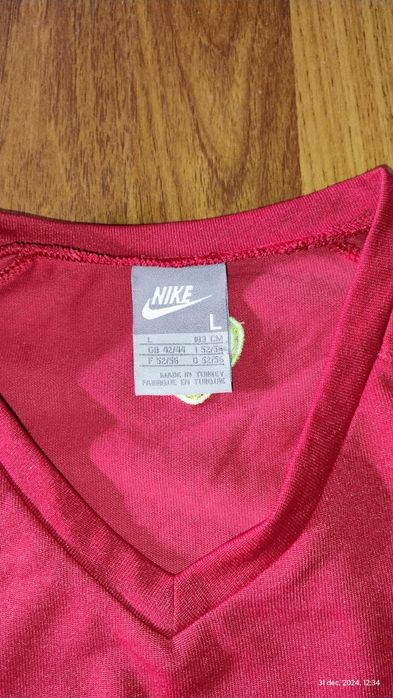 NIKE
L
L 183 CM
GB 42/44 I 52/54
F 52/56 D 52/56
MADE IN TURKEY
FABRIQUE EN TURQUIE
31 dec. 2024, 12:34